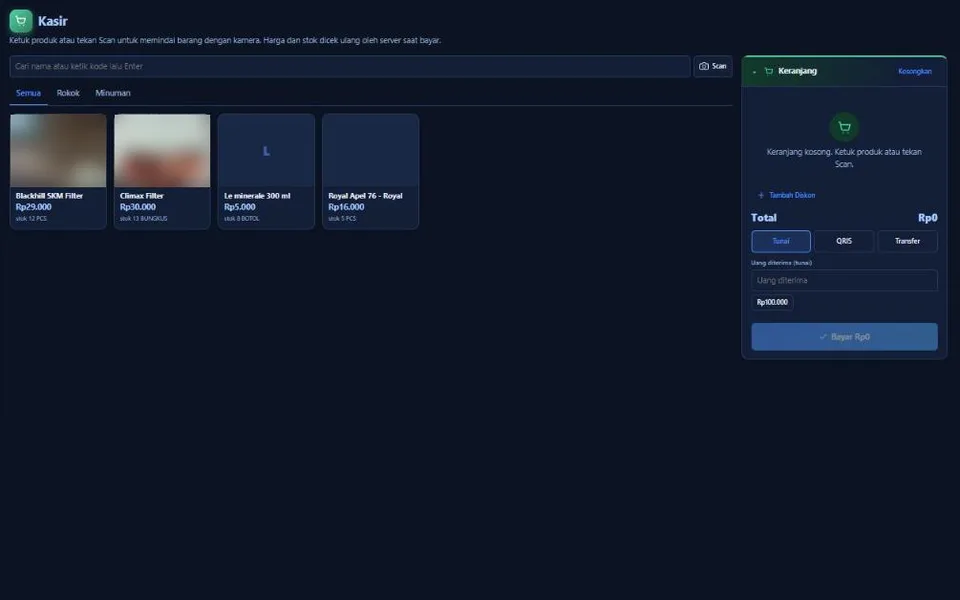 Kasir
Ketuk produk atau tekan Scan untuk memindai barang dengan kamera. Harga dan stok dicek ulang oleh server saat bayar.
Cari nama atau ketik kode lalu Enter
Scan
Semua Rokok Minuman
Blackhill SKM Filter
Rp29.000
stok 12 PCS
Climax Filter
Rp30.000
stok 13 BUNGKUS
L
Le minerale 300 ml
Rp5.000
stok 8 BOTOL
Royal Apel 76 - Royal
Rp16.000
stok 5 PCS
Keranjang
Kosongkan
Keranjang kosong. Ketuk produk atau tekan
Scan.
+ Tambah Diskon
Total Rp0
Tunai QRIS Transfer
Uang diterima (tunai)
Uang diterima
Rp100.000
Bayar Rp0